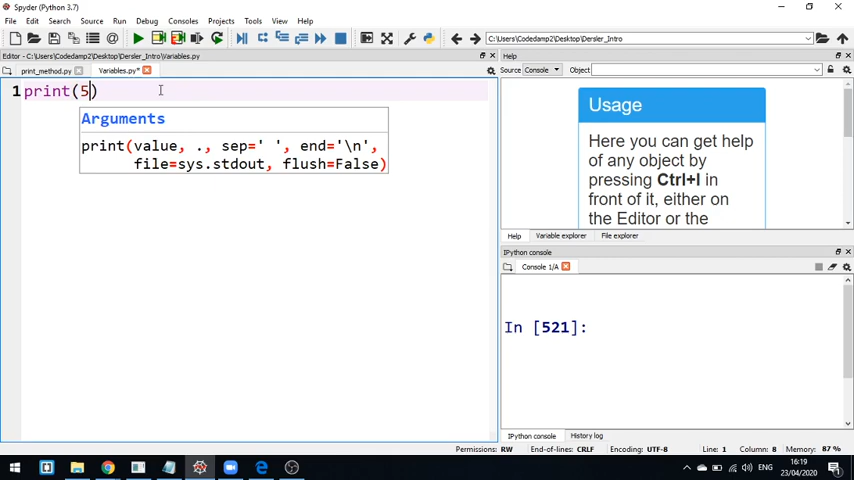 Spyder (Python 3.7)
File Edit Search Source Run Debug Consoles Projects Tools View Help
C:\Users\Codedamp2\Desktop\Dersler_Intro
Editor - C:\Users\Codedamp2\Desktop\Dersler_Intro\Variables.py
print_method.py Variables.py*
1 print(5)
Arguments
print(value, ., sep=' ', end='\n',
file=sys.stdout, flush=False)
Help
Source Console Object
Usage
Here you can get help
of any object by
pressing Ctrl+I in
front of it, either on
the Editor or the
Help Variable explorer File explorer
IPython console
Console 1/A
In [521]:
IPython console History log
Permissions: RW End-of-lines: CRLF Encoding: UTF-8 Line: 1 Column: 8 Memory: 87 %
ENG
16:19
23/04/2020